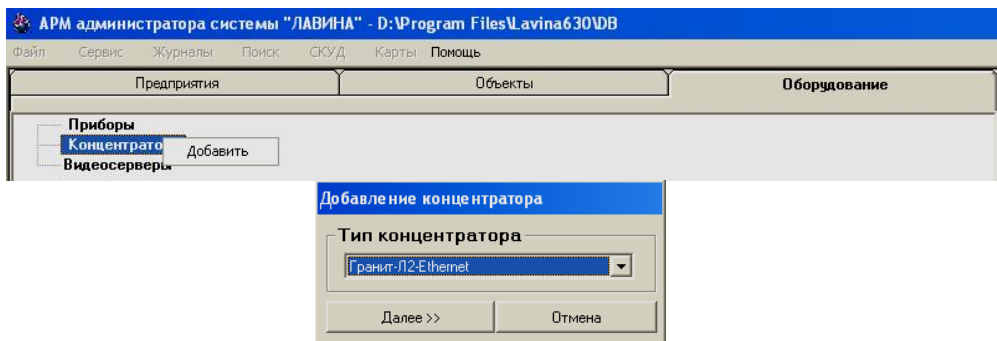 АРМ администратора системы "ЛАВИНА" - D:\Program Files\Lavina630\DB
Файл Сервис Журналы Поиск СКУД Карты Помощь
Предприятия Объекты Оборудование
Приборы
Концентрато Добавить
Видеосерверы
Добавление концентратора
Тип концентратора
Гранит-Л2-Ethernet
Далее >> Отмена